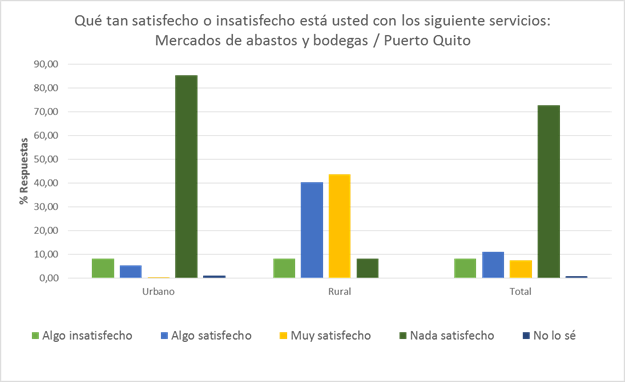 Qué tan satisfecho o insatisfecho está usted con los siguiente servicios:
Mercados de abastos y bodegas / Puerto Quito
90,00
80,00
70,00
60,00
50,00
40,00
30,00
20,00
10,00
0,00
% Respuestas
Urbano Rural Total
Algo insatisfecho Algo satisfecho Muy satisfecho Nada satisfecho No lo sé